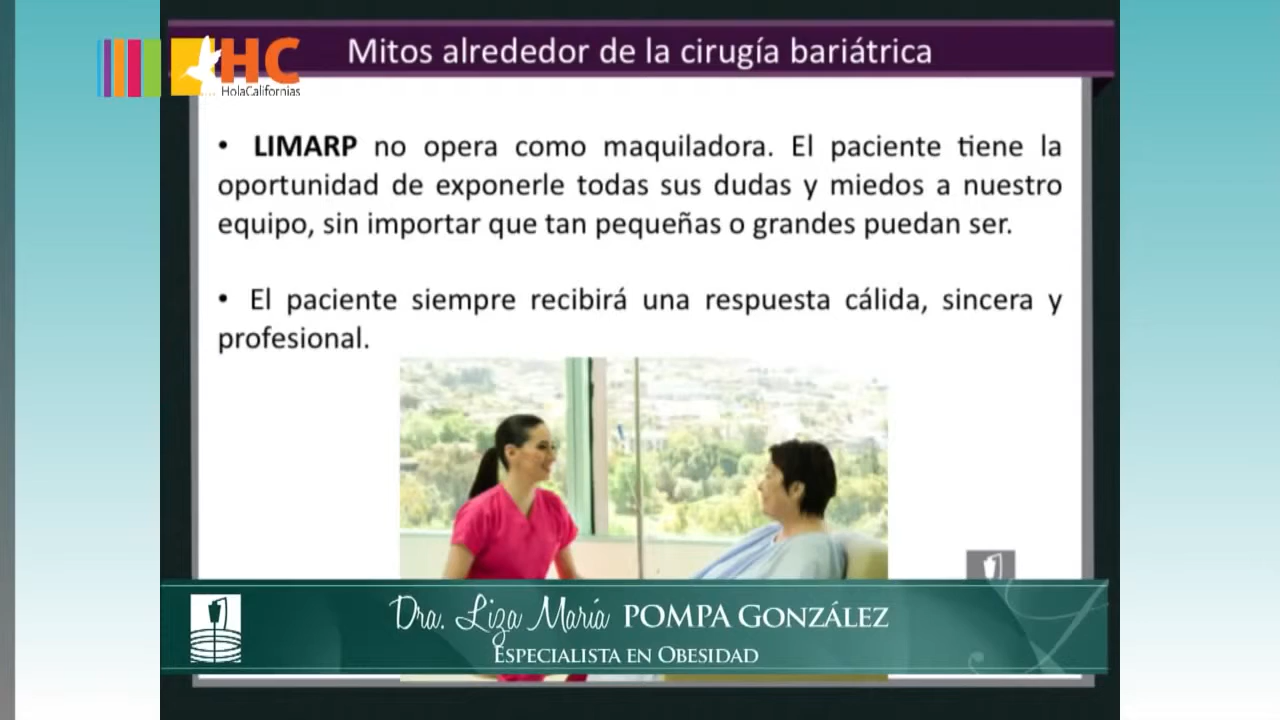 HC
HolaCalifornias
Mitos alrededor de la cirugía bariátrica
• LIMARP no opera como maquiladora. El paciente tiene la
oportunidad de exponerle todas sus dudas y miedos a nuestro
equipo, sin importar que tan pequeñas o grandes puedan ser.
• El paciente siempre recibirá una respuesta cálida, sincera y
profesional.
Dra. Liza María POMPA GONZÁLEZ
ESPECIALISTA EN OBESIDAD